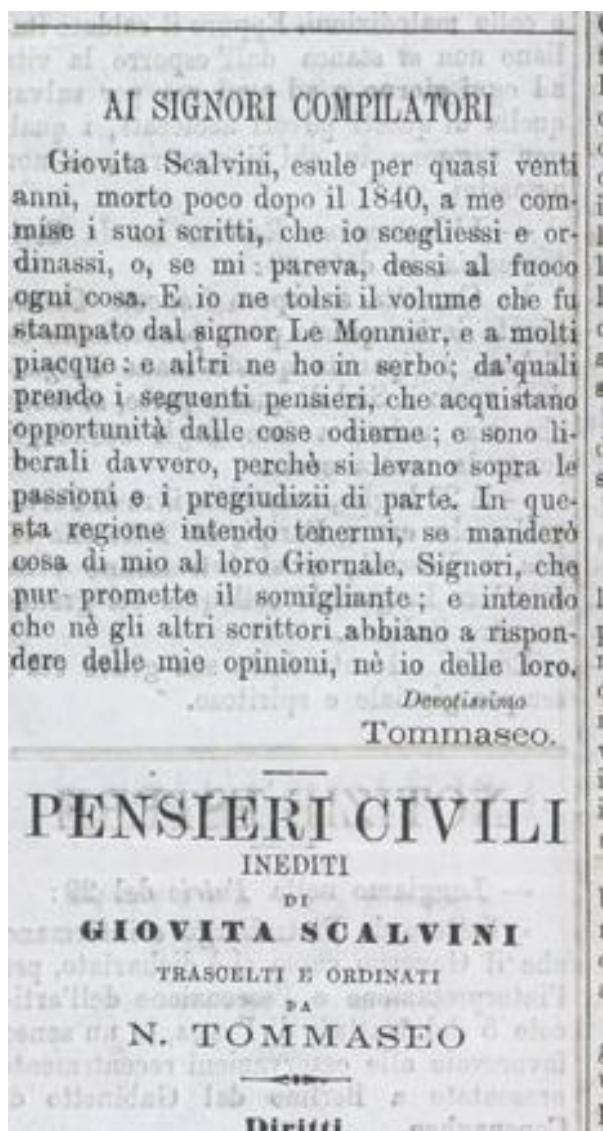 AI SIGNORI COMPILATORI
Giovita Scalvini, esule per quasi venti
anni, morto poco dopo il 1840, a me com-
mise i suoi scritti, che io scegliessi e or-
dinassi, o, se mi pareva, dessi al fuoco
ogni cosa. E io ne tolsi il volume che fu
stampato dal signor Le Monnier, e a molti
piacque: e altri ne ho in serbo; da'quali
prendo i seguenti pensieri, che acquistano
opportunità dalle cose odierne; e sono li-
berali davvero, perchè si levano sopra le
passioni e i pregiudizii di parte. In que-
sta regione intendo tenermi, se manderò
cosa di mio al loro Giornale, Signori, che
pur promette il somigliante; e intendo
che nè gli altri scrittori abbiano a rispon-
dere delle mie opinioni, nè io delle loro.
Devotissimo
Tommaseo.
PENSIERI CIVILI
INEDITI
DI
GIOVITA SCALVINI
TRASCELTI E ORDINATI
DA
N. TOMMASEO
Diritti